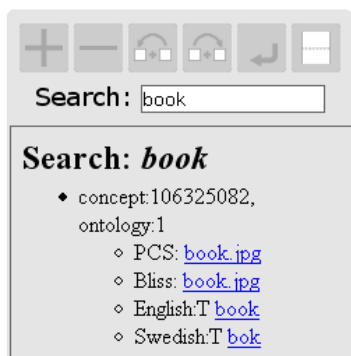 Search: book
Search: book
concept:106325082,
ontology:1
PCS: book.jpg
Bliss: book.jpg
English:T book
Swedish:T bok